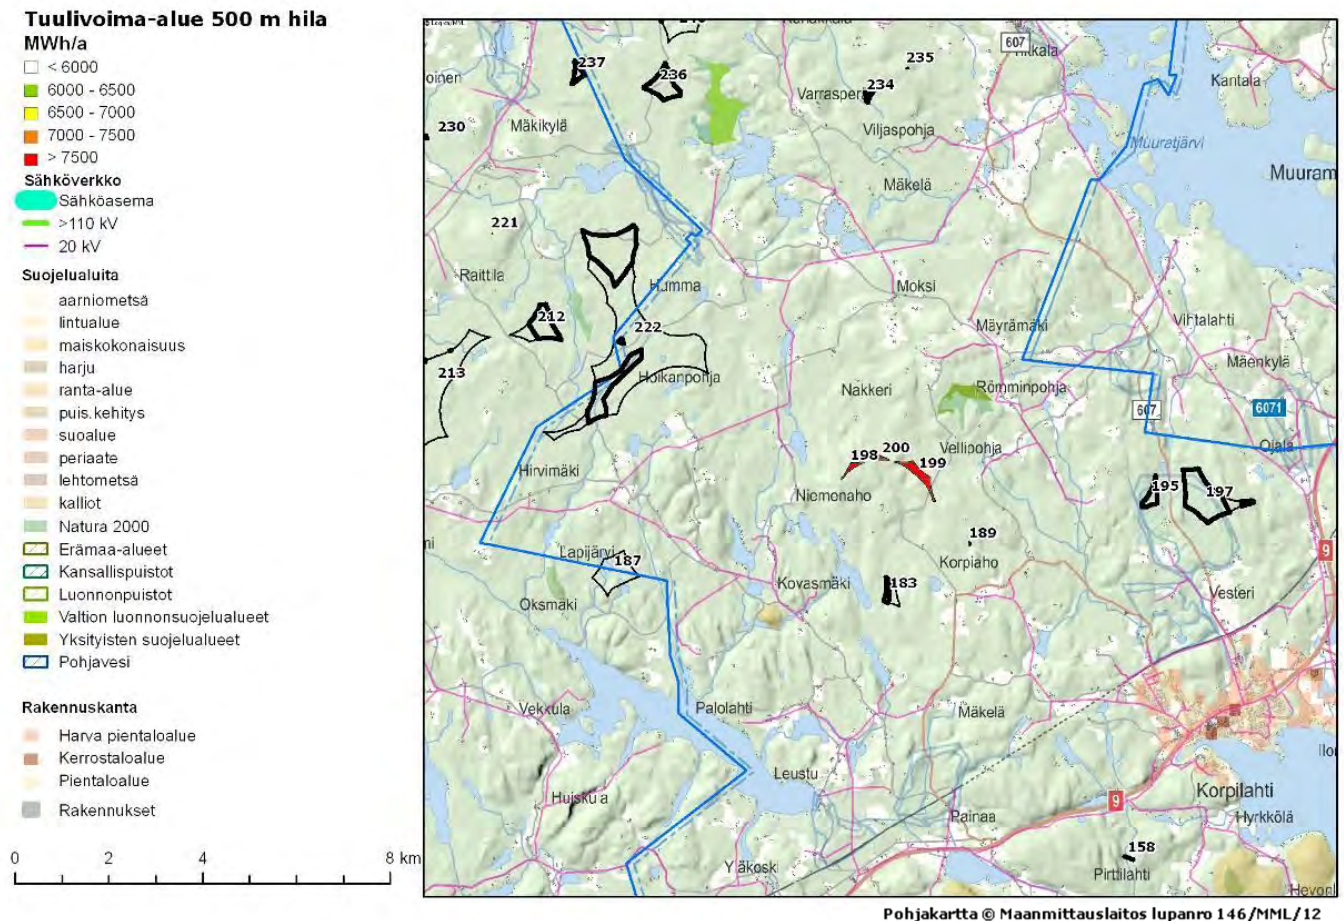 Tuulivoima-alue 500 m hila
MWh/a
< 6000
6000 - 6500
6500 - 7000
7000 - 7500
> 7500
Sähköverkko
Sähköasema
>110 kV
20 kV
Suojelualuita
aarniometsä
lintualue
maiskokonaisuus
harju
ranta-alue
puis.kehitys
suoalue
periaate
lehtometsä
kalliot
Natura 2000
Erämaa-alueet
Kansallispuistot
Luonnonpuistot
Valtion luonnonsuojelualueet
Yksityisten suojelualueet
Pohjavesi
Rakennuskanta
Harva pientaloalue
Kerrostaloalue
Pientaloalue
Rakennukset
0 2 4 8 km
607
235
237
236
234
Kantala
oinen
Varraspera
230
Mäkikylä
Viljaspohja
Muuratjärvi
Mäkelä
Muuram
221
Raittila
Humma
Moksi
212
222
Mäyrämäki
Vihtalahti
213
Hoikanpohja
Mäenkylä
Nakkeri
Römminpohja
607
6071
Vellipohja
Ojala
198
200
199
Hirvimäki
Niemenaho
195
197
189
9
Lapijärvi
187
Korpiaho
Kovasmäki
183
Oksmaki
Vesteri
Vekkula
Palolahti
Mäkelä
Leustu
9
Korpilahti
Painaa
Hyrkkölä
Yläkoski
158
Pirttilahti
Hevon
Pohjakartta © Maanmittauslaitos lupanro 146/MML/12